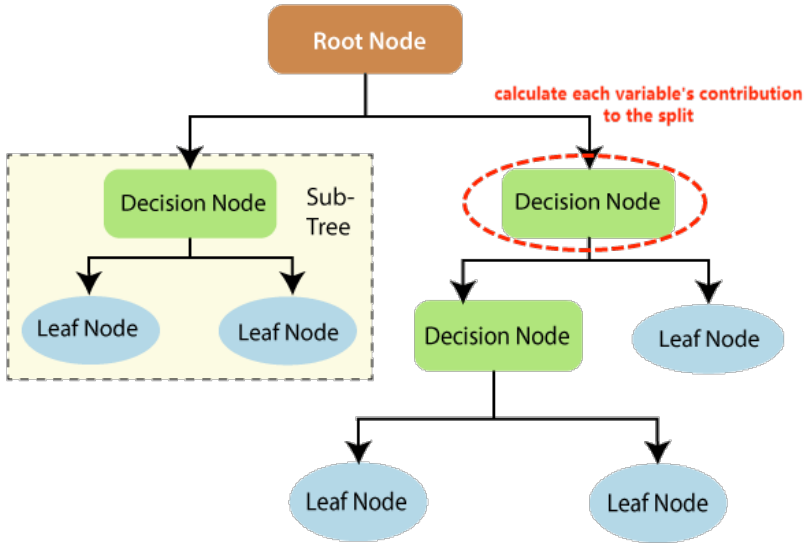 Root Node
calculate each variable's contribution
to the split
Decision Node
Sub-
Tree
Decision Node
Leaf Node
Leaf Node
Decision Node
Leaf Node
Leaf Node
Leaf Node